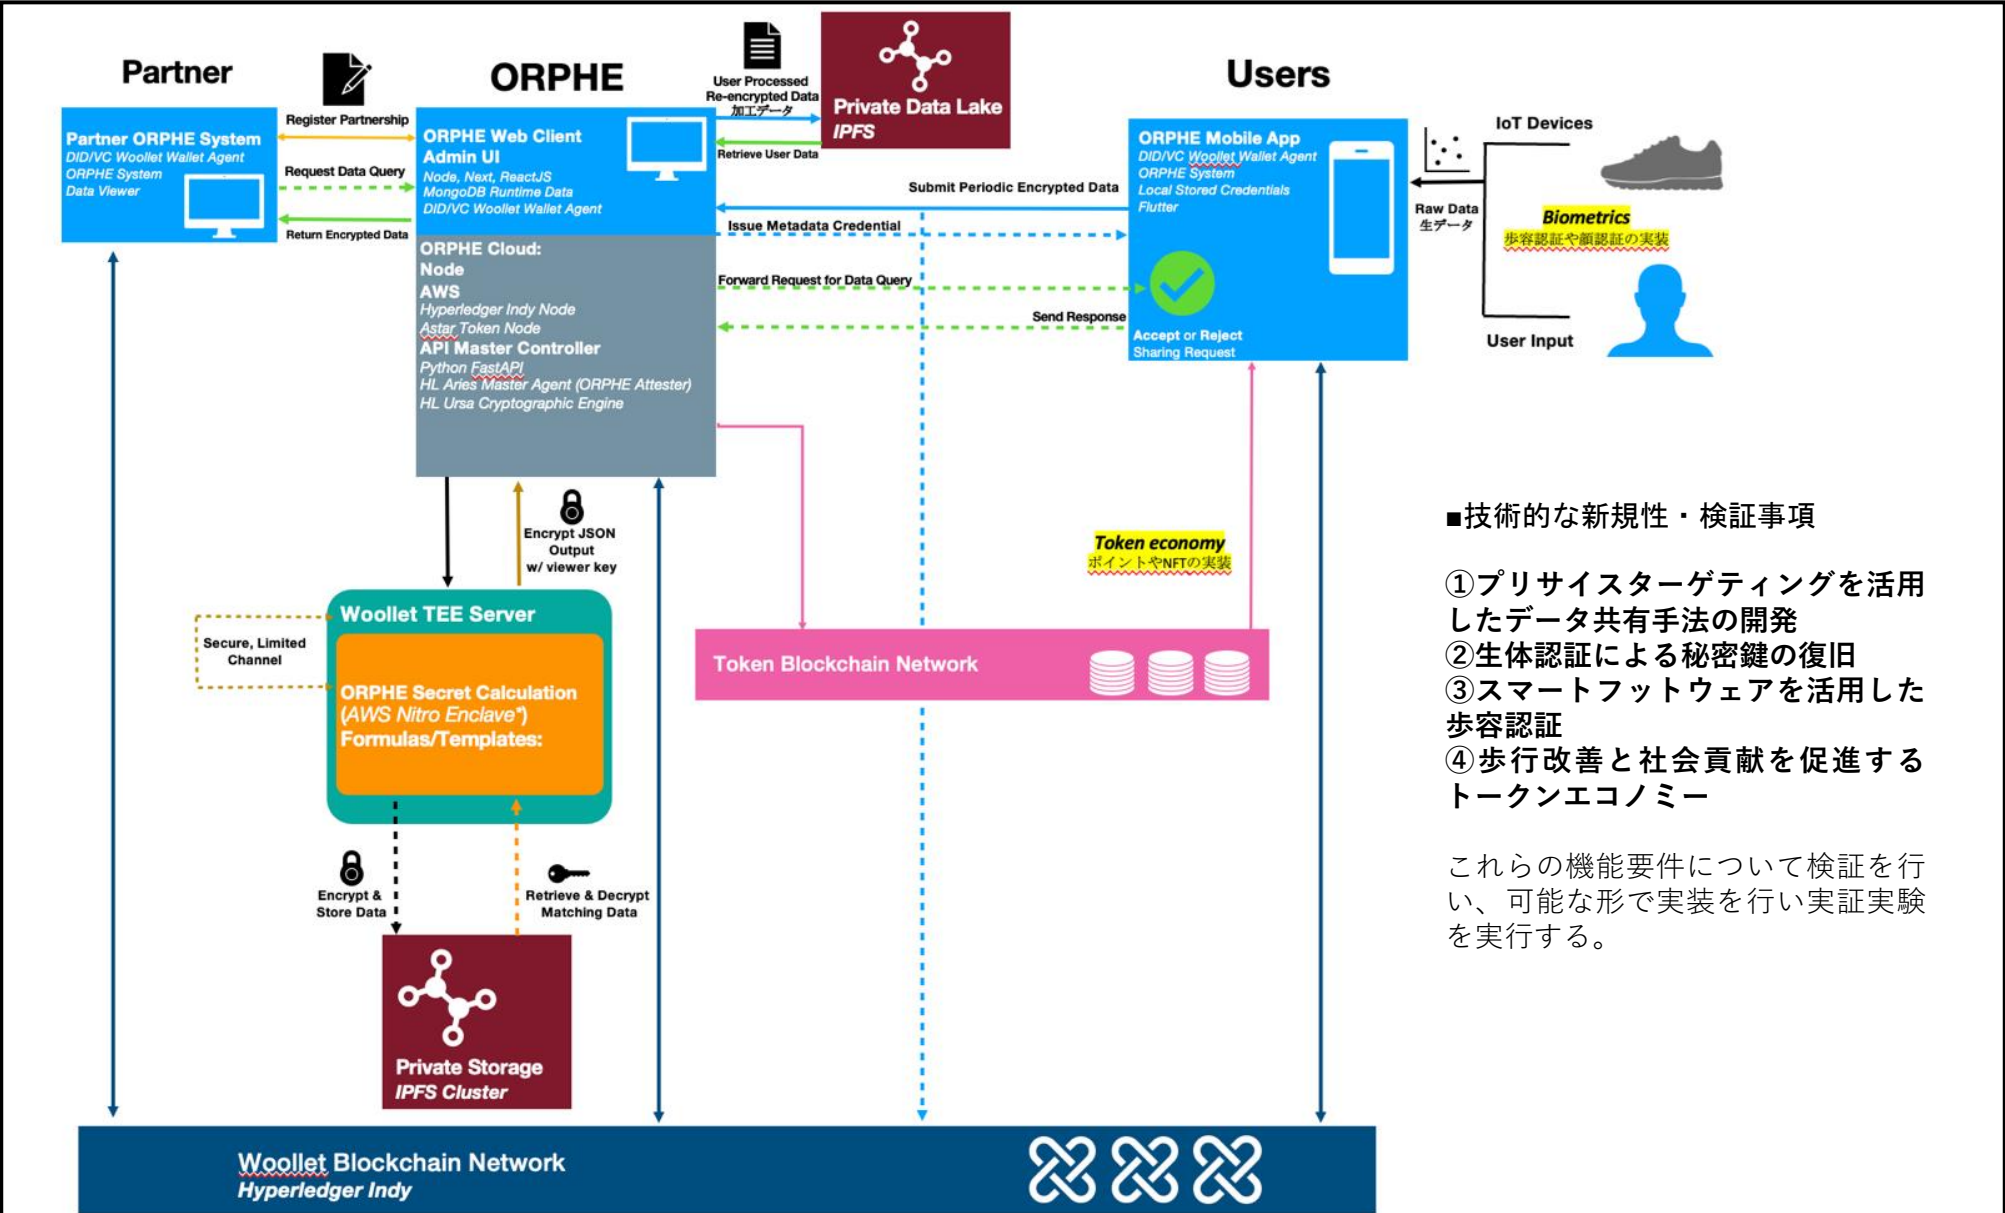 Partner
ORPHE
Users
Partner ORPHE System
DID/VC Woollet Wallet Agent
ORPHE System
Data Viewer
Register Partnership
Request Data Query
Return Encrypted Data
ORPHE Web Client
Admin UI
Node, Next, ReactJS
MongoDB Runtime Data
DID/VC Woollet Wallet Agent
ORPHE Cloud:
Node
AWS
Hyperledger Indy Node
Astar Token Node
API Master Controller
Python FastAPI
HL Aries Master Agent (ORPHE Attester)
HL Ursa Cryptographic Engine
User Processed
Re-encrypted Data
加工データ
Retrieve User Data
Private Data Lake
IPFS
Submit Periodic Encrypted Data
Issue Metadata Credential
Forward Request for Data Query
Send Response
ORPHE Mobile App
DID/VC Woollet Wallet Agent
ORPHE System
Local Stored Credentials
Flutter
Accept or Reject
Sharing Request
IoT Devices
Raw Data
生データ
Biometrics
歩容認証や顔認証の実装
User Input
Encrypt JSON
Output
w/ viewer key
Woollet TEE Server
Secure, Limited
Channel
ORPHE Secret Calculation
(AWS Nitro Enclave*)
Formulas/Templates:
Token economy
ポイントやNFTの実装
Token Blockchain Network
Encrypt &
Store Data
Retrieve & Decrypt
Matching Data
Private Storage
IPFS Cluster
Woollet Blockchain Network
Hyperledger Indy
■技術的な新規性・検証事項
①プリサイスターゲティングを活用
したデータ共有手法の開発
②生体認証による秘密鍵の復旧
③スマートフットウェアを活用した
歩容認証
④歩行改善と社会貢献を促進する
トークンエコノミー
これらの機能要件について検証を行
い、可能な形で実装を行い実証実験
を実行する。